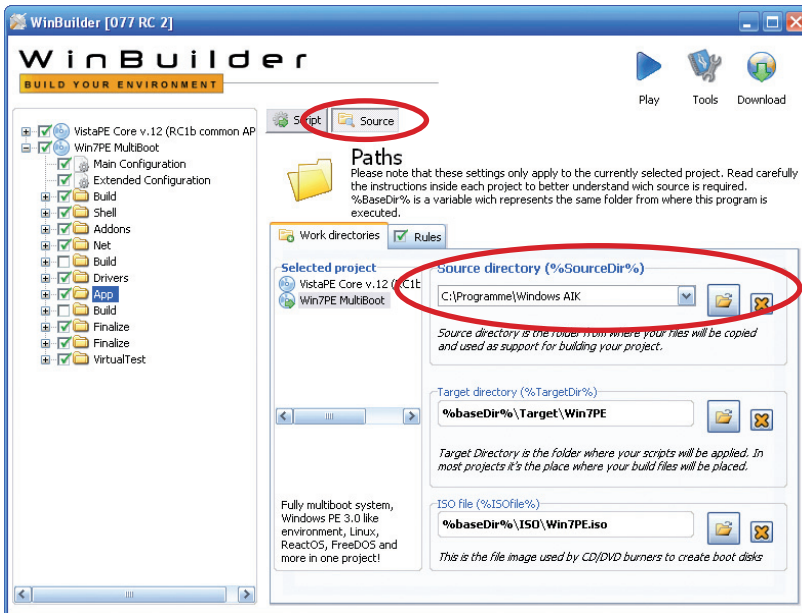 WinBuilder [077 RC 2]
WinBuilder
BUILD YOUR ENVIRONMENT
Play
Tools
Download
VistaPE Core v.12 (RC1b common AP
Win7PE MultiBoot
Main Configuration
Extended Configuration
Build
Shell
Addons
Net
Build
Drivers
App
Build
Finalize
Finalize
VirtualTest
Script
Source
Paths
Please note that these settings only apply to the currently selected project. Read carefully
the instructions inside each project to better understand wich source is required.
%BaseDir% is a variable wich represents the same folder from where this program is
executed.
Work directories
Rules
Selected project
VistaPE Core v.12 (RC1b
Win7PE MultiBoot
Fully multiboot system,
Windows PE 3.0 like
environment, Linux,
ReactOS, FreeDOS and
more in one project!
Source directory (%SourceDir%)
C:\Programme\Windows AIK
Source directory is the folder from where your files will be copied
and used as support for building your project.
Target directory (%TargetDir%)
%baseDir%\Target\Win7PE
Target Directory is the folder where your scripts will be applied. In
most projects it's the place where your build files will be placed.
ISO file (%ISOfile%)
%baseDir%\ISO\Win7PE.iso
This is the file image used by CD/DVD burners to create boot disks